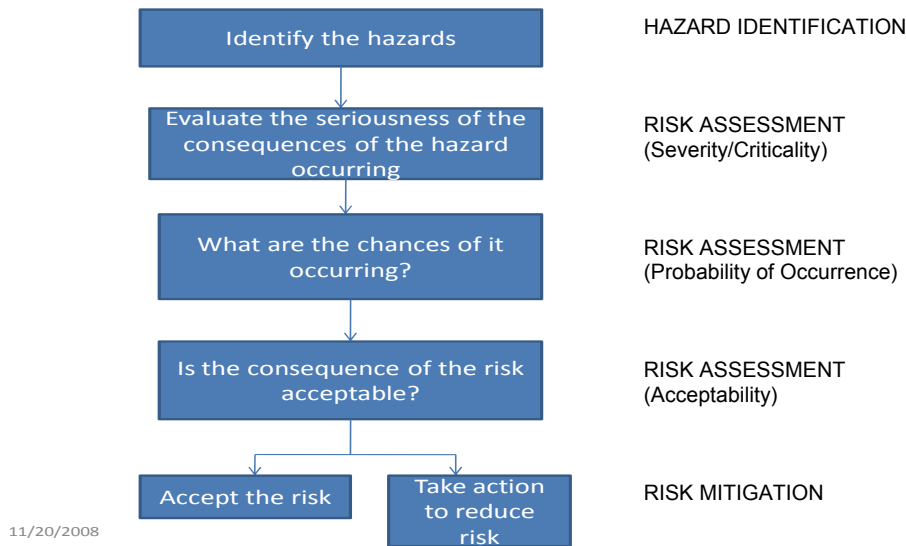 Identify the hazards
HAZARD IDENTIFICATION
Evaluate the seriousness of the
consequences of the hazard
occurring
RISK ASSESSMENT
(Severity/Criticality)
What are the chances of it
occurring?
RISK ASSESSMENT
(Probability of Occurrence)
Is the consequence of the risk
acceptable?
RISK ASSESSMENT
(Acceptability)
Accept the risk
Take action
to reduce
risk
RISK MITIGATION
11/20/2008